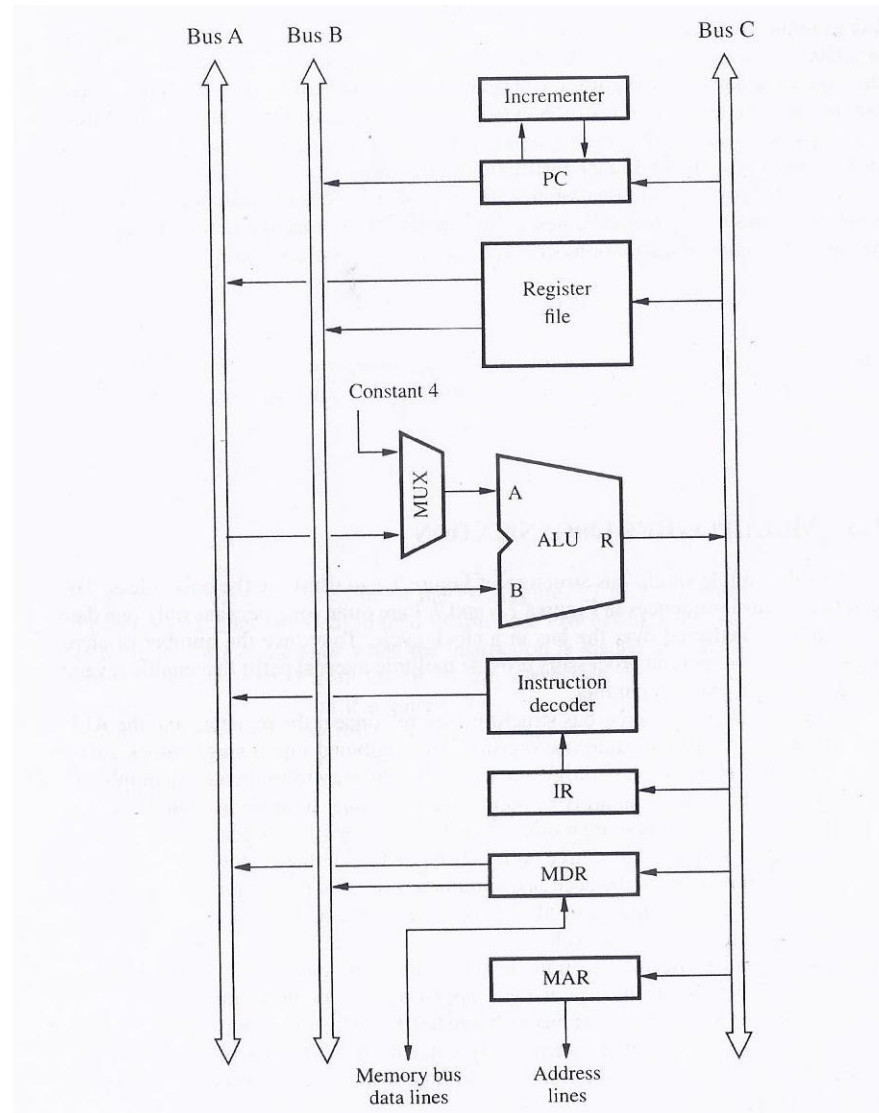 Bus A Bus B Bus C
Incrementer
PC
Register
file
Constant 4
MUX
A
ALU R
B
Instruction
decoder
IR
MDR
MAR
Memory bus
data lines
Address
lines